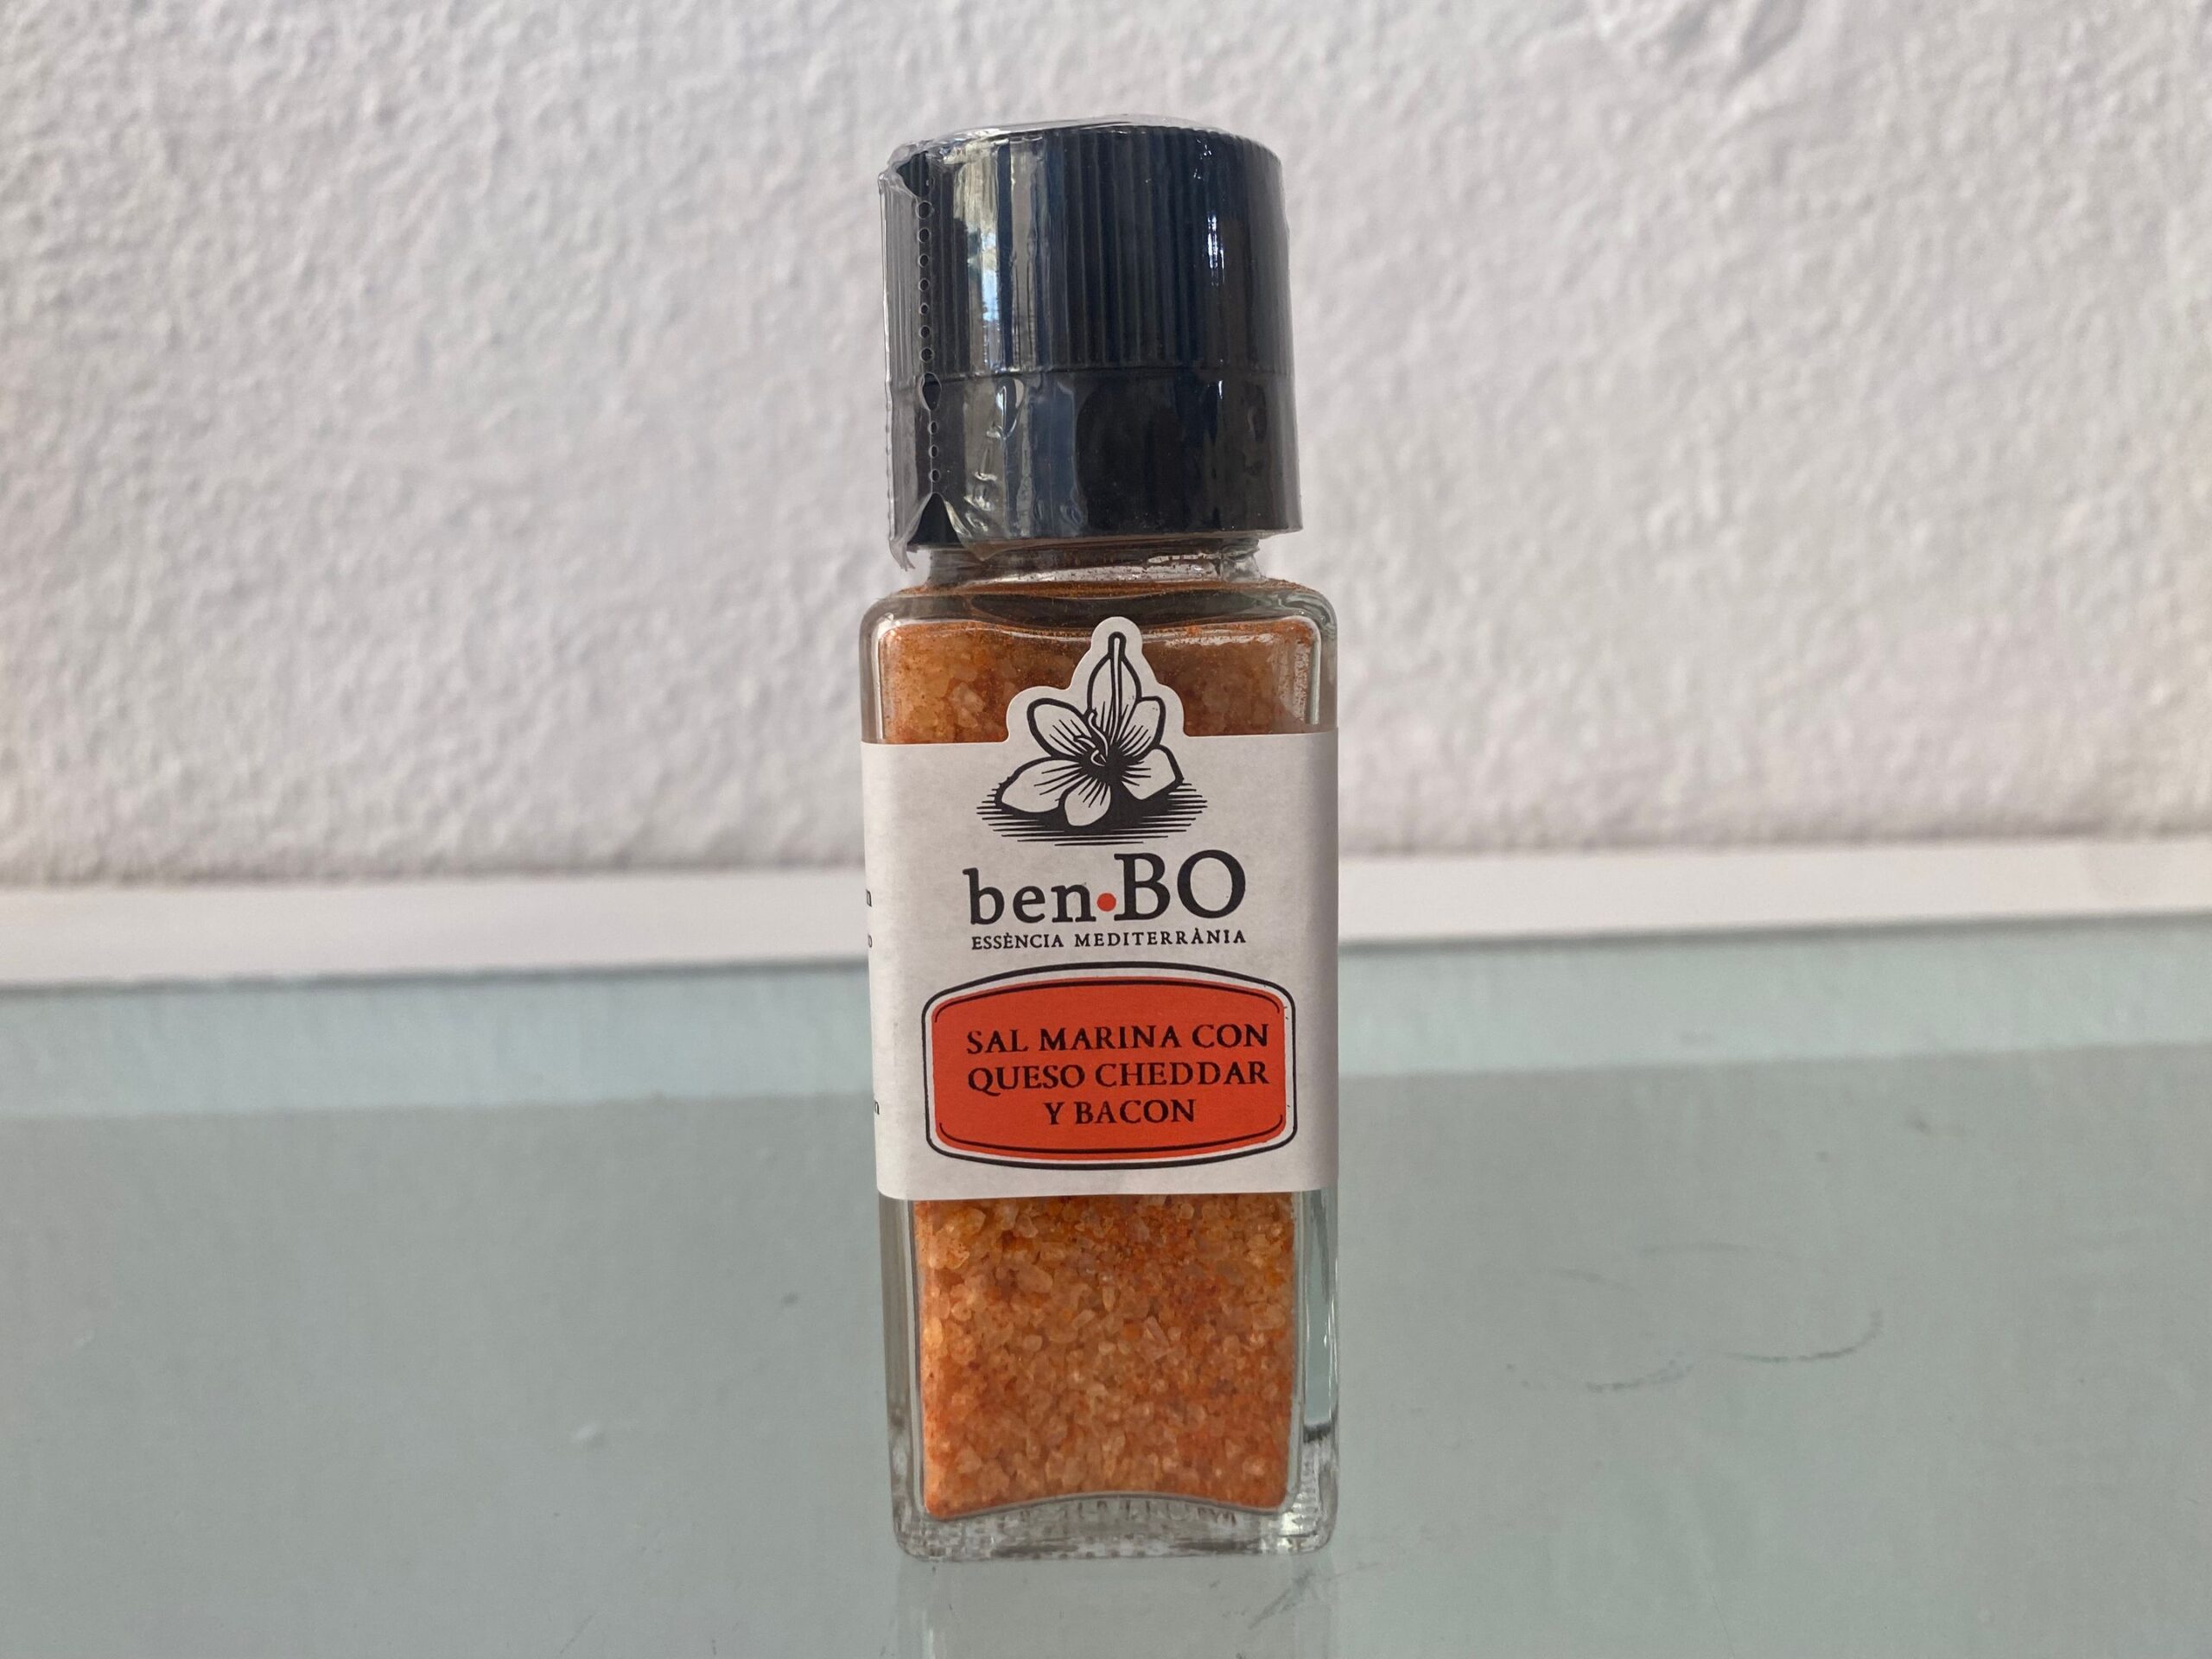 ben•BO
ESSÈNCIA MEDITERRÀNIA
SAL MARINA CON
QUESO CHEDDAR
Y BACON